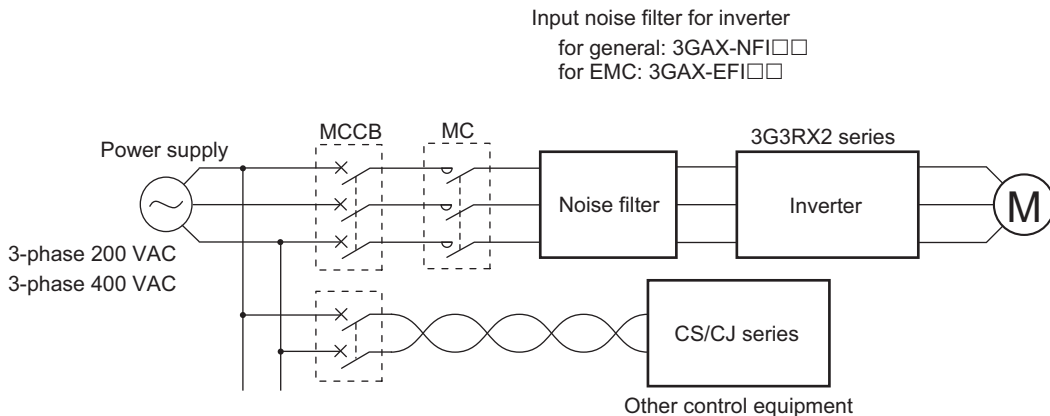 Input noise filter for inverter
for general: 3GAX-NFI□□
for EMC: 3GAX-EFI□□
MCCB
MC
3G3RX2 series
Power supply
Noise filter
Inverter
M
3-phase 200 VAC
3-phase 400 VAC
CS/CJ series
Other control equipment